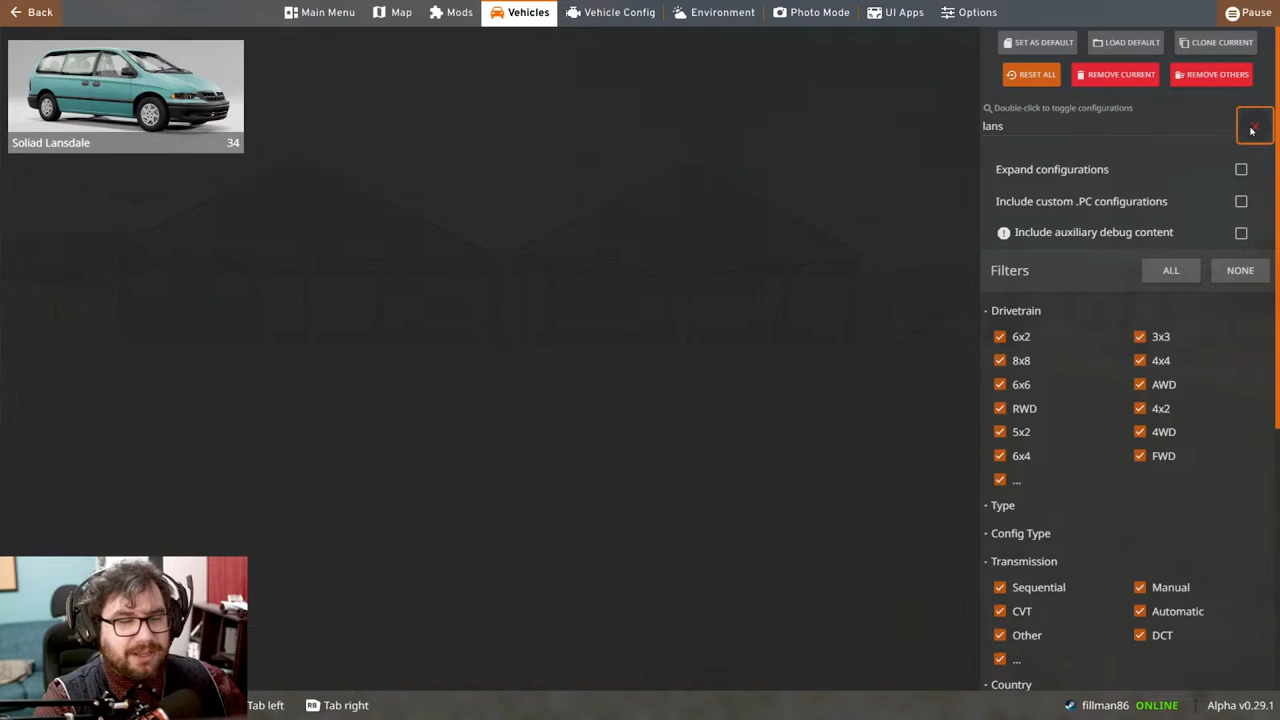 Back
Main Menu
Map
Mods
Vehicles
Vehicle Config
Environment
Photo Mode
UI Apps
Options
Pause
Soliad Lansdale 34
SET AS DEFAULT
LOAD DEFAULT
CLONE CURRENT
RESET ALL
REMOVE CURRENT
REMOVE OTHERS
Double-click to toggle configurations
lans
Expand configurations
Include custom .PC configurations
Include auxiliary debug content
Filters
ALL
NONE
- Drivetrain
6x2
3x3
8x8
4x4
6x6
AWD
RWD
4x2
5x2
4WD
6x4
FWD
...
- Type
- Config Type
- Transmission
Sequential
Manual
CVT
Automatic
Other
DCT
...
- Country
Tab left
RB Tab right
fillman86 ONLINE
Alpha v0.29.1